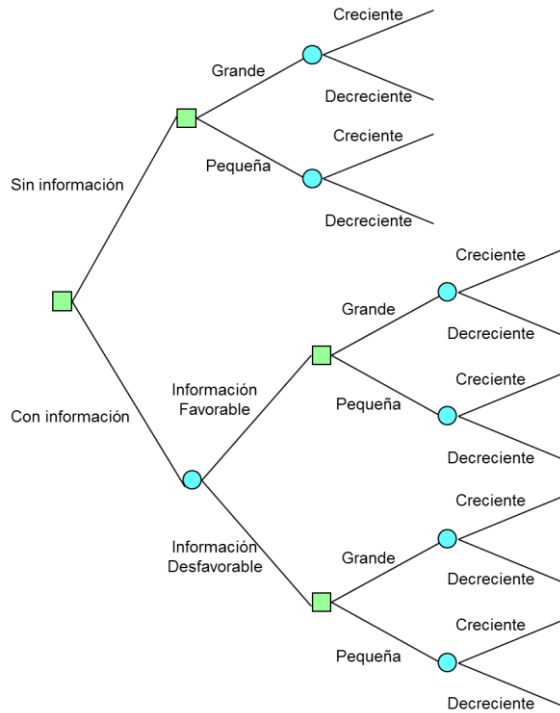 Creciente
Grande
Decreciente
Creciente
Pequeña
Sin información
Decreciente
Creciente
Grande
Decreciente
Información
Favorable
Creciente
Con información
Pequeña
Decreciente
Creciente
Información
Desfavorable
Grande
Decreciente
Creciente
Pequeña
Decreciente